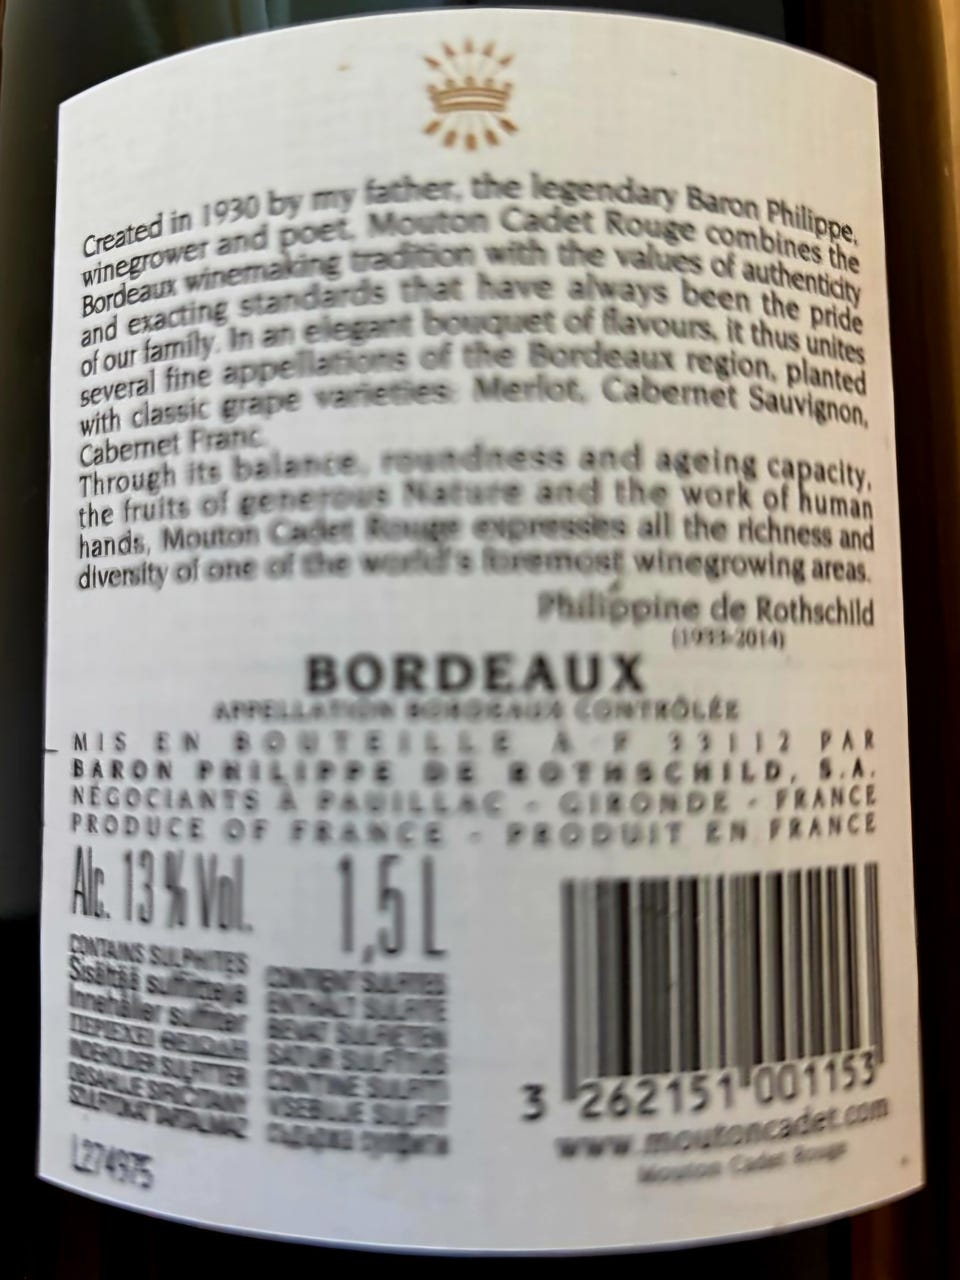 Created in 1930 by my father, the legendary Baron Philippe,
winegrower and poet, Mouton Cadet Rouge combines the
Bordeaux winemaking tradition with the values of authenticity
and exacting standards that have always been the pride
of our family. In an elegant bouquet of flavours, it thus unites
several fine appellations of the Bordeaux region, planted
with classic grape varieties: Merlot, Cabernet Sauvignon,
Cabernet Franc.
Through its balance, roundness and ageing capacity,
the fruits of generous Nature and the work of human
hands, Mouton Cadet Rouge expresses all the richness and
diversity of one of the world's foremost winegrowing areas.
Philippine de Rothschild
(1933-2014)
BORDEAUX
APPELLATION BORDEAUX CONTRÔLÉE
MIS EN BOUTEILLE À F 33112 PAR
BARON PHILIPPE DE ROTHSCHILD, S.A.
NÉGOCIANTS À PAUILLAC - GIRONDE - FRANCE
PRODUCE OF FRANCE - PRODUIT EN FRANCE
Alc. 13 % Vol. 1,5 L
CONTAINS SULPHITES
Sisältää sulfiitteja
Innehåller sulfiter
ΠΕΡΙΕΧΕΙ ΘΕΙΩΔΗ
INDEHOLDER SULFITTER
CONTIENT SULFITES
ENTHÄLT SULFITE
BEVAT SULFIETEN
SATUR SULFĪTUS
CONȚINE SULFIȚI
VSEBUJE SULFIT
L274975
3 262151 001153
www.moutoncadet.com
Mouton Cadet Rouge